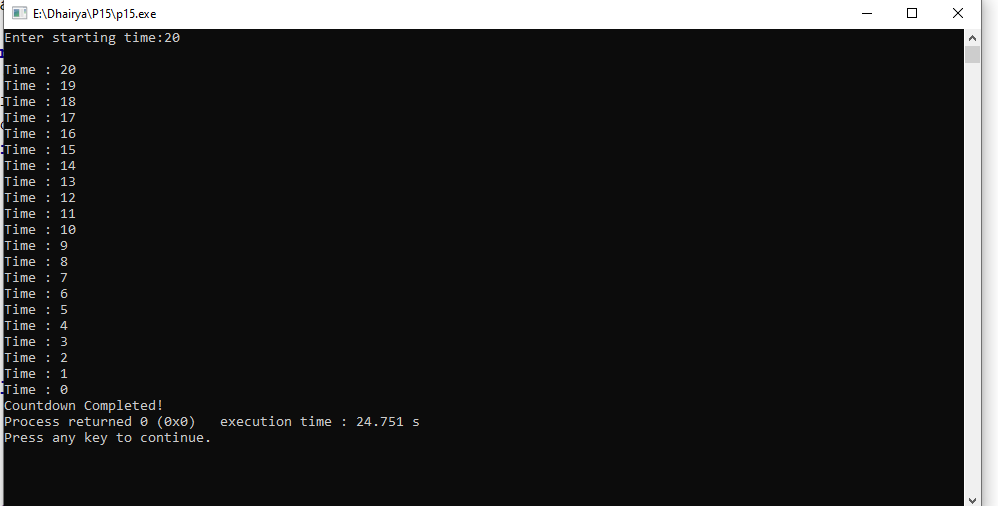 E:\Dhairya\P15\p15.exe
Enter starting time:20
Time : 20
Time : 19
Time : 18
Time : 17
Time : 16
Time : 15
Time : 14
Time : 13
Time : 12
Time : 11
Time : 10
Time : 9
Time : 8
Time : 7
Time : 6
Time : 5
Time : 4
Time : 3
Time : 2
Time : 1
Time : 0
Countdown Completed!
Process returned 0 (0x0)   execution time : 24.751 s
Press any key to continue.